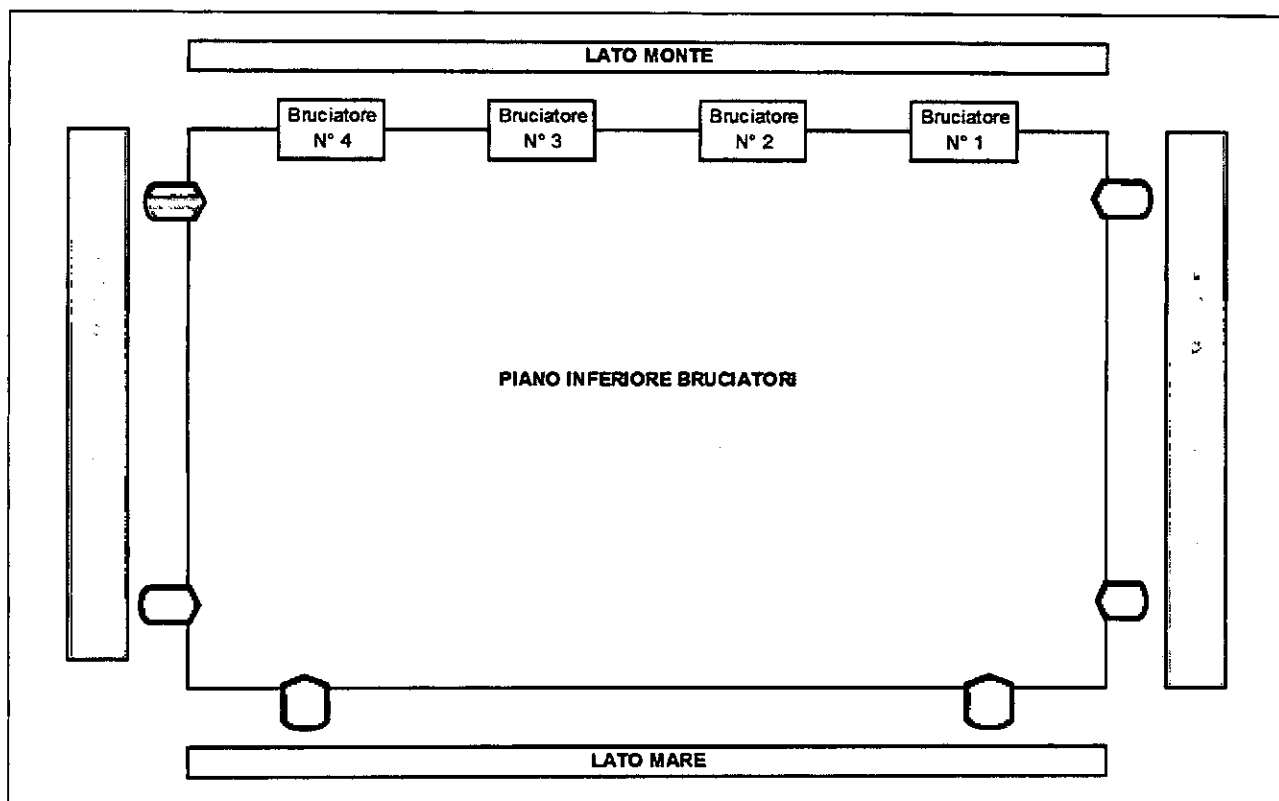 LATO MONTE
Bruciatore
N° 4
Bruciatore
N° 3
Bruciatore
N° 2
Bruciatore
N° 1
PIANO INFERIORE BRUCIATORI
LATO MARE